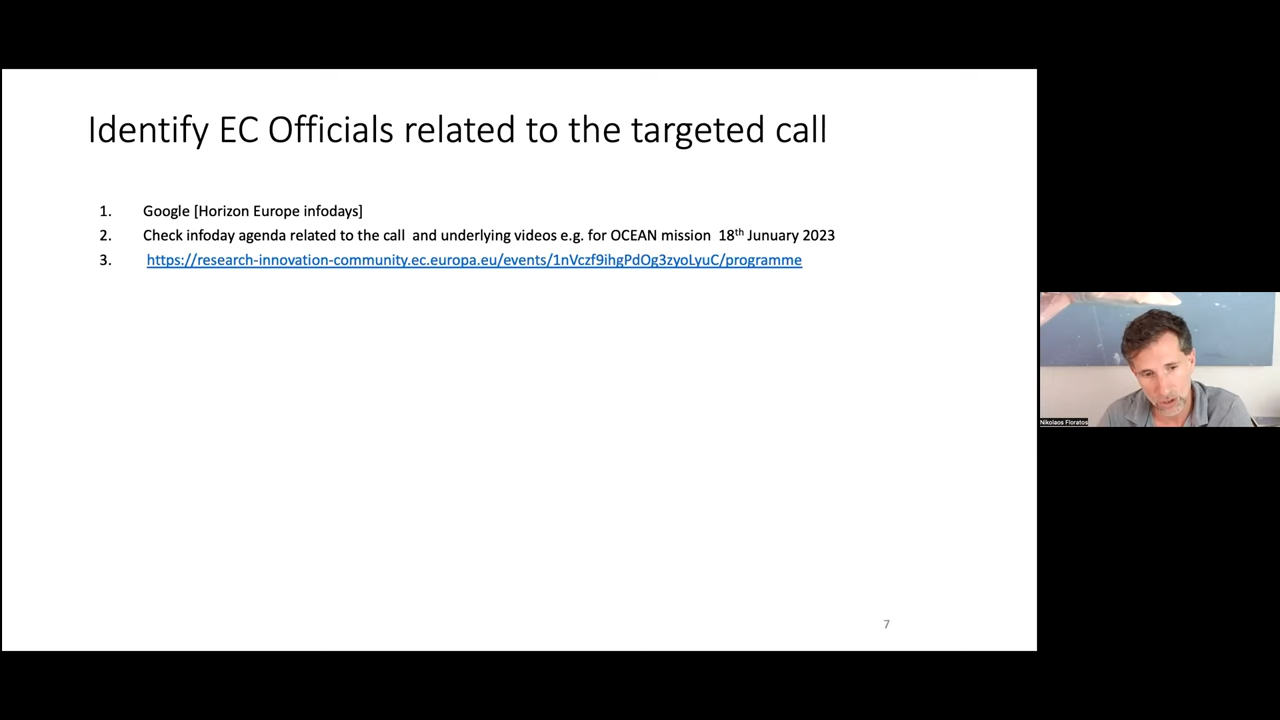 Identify EC Officials related to the targeted call
1. Google [Horizon Europe infodays]
2. Check infoday agenda related to the call and underlying videos e.g. for OCEAN mission 18th Junuary 2023
3. https://research-innovation-community.ec.europa.eu/events/1nVczf9ihgPdOg3zyoLyuC/programme
7
Nikolaos Floratos